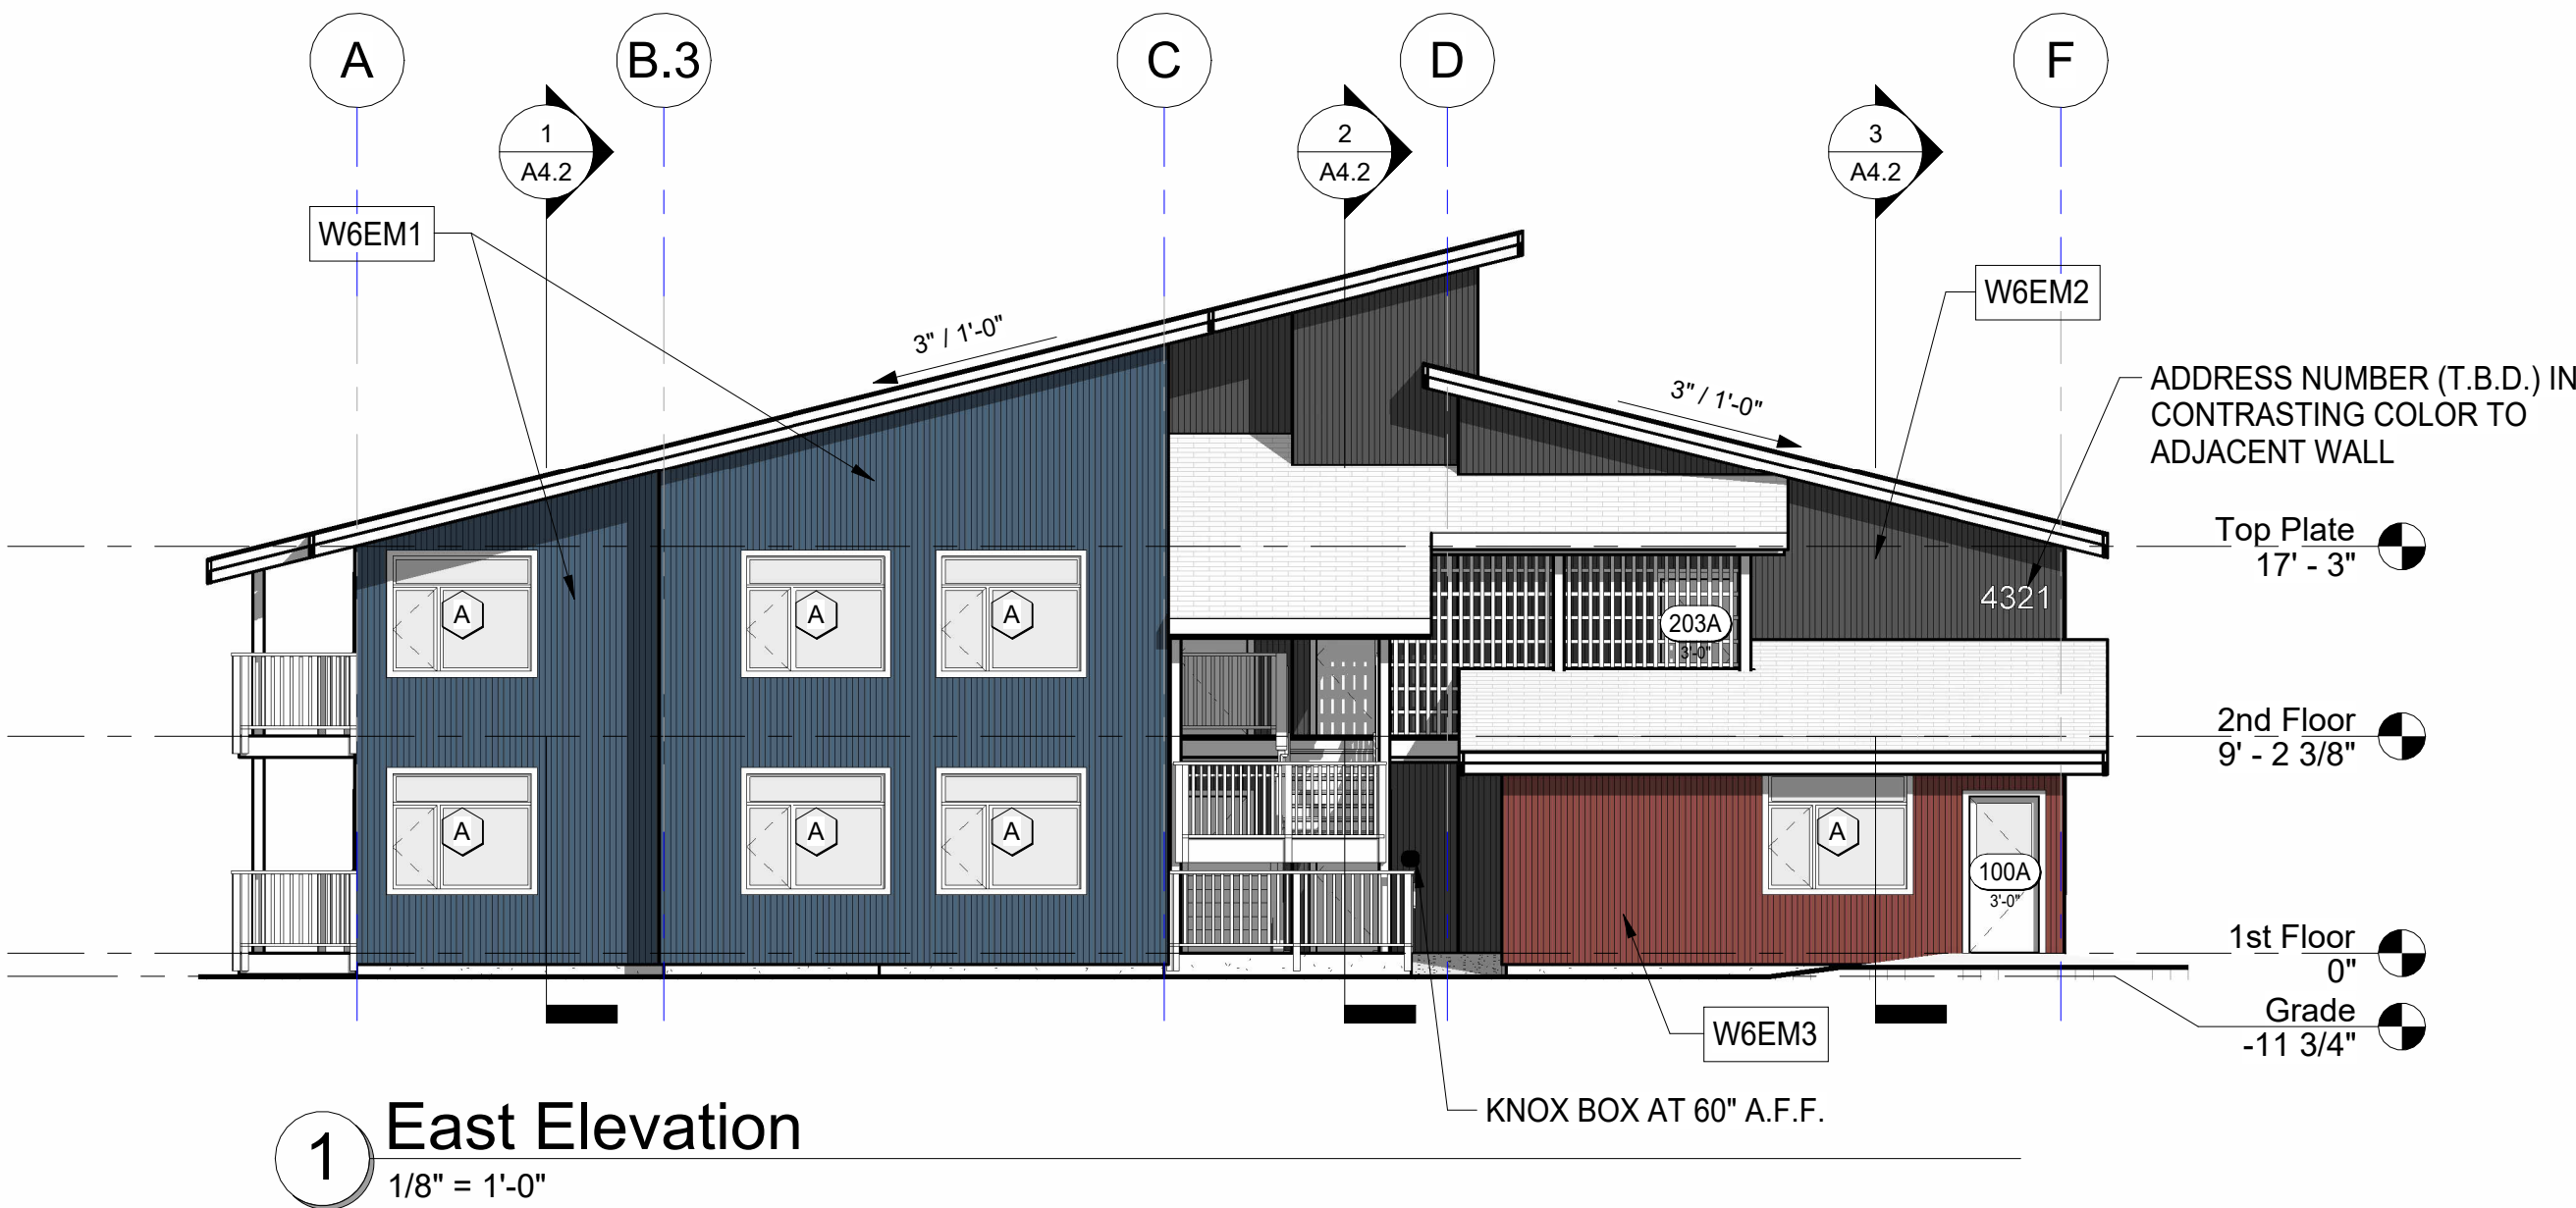 A
B.3
C
D
F
1
A4.2
2
A4.2
3
A4.2
W6EM1
W6EM2
3" / 1'-0"
3" / 1'-0"
ADDRESS NUMBER (T.B.D.) IN
CONTRASTING COLOR TO
ADJACENT WALL
Top Plate
17' - 3"
4321
A
A
A
203A
3'-0"
2nd Floor
9' - 2 3/8"
A
A
A
A
100A
3'-0"
1st Floor
0"
Grade
-11 3/4"
W6EM3
KNOX BOX AT 60" A.F.F.
1
East Elevation
1/8" = 1'-0"